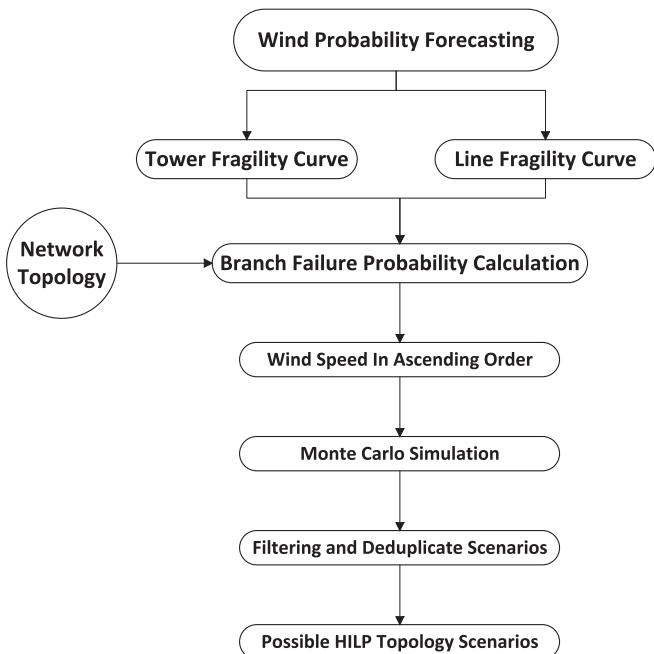 Wind Probability Forecasting
Tower Fragility Curve
Line Fragility Curve
Network
Topology
Branch Failure Probability Calculation
Wind Speed In Ascending Order
Monte Carlo Simulation
Filtering and Deduplicate Scenarios
Possible HILP Topology Scenarios